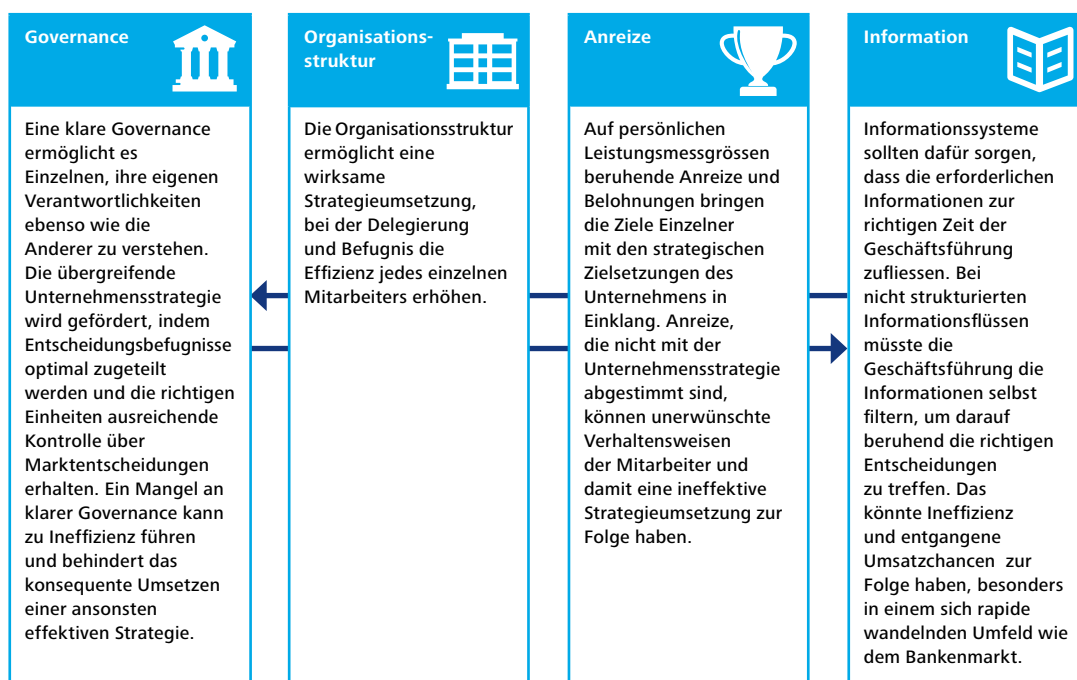 Governance
Eine klare Governance
ermöglicht es
Einzelnen, ihre eigenen
Verantwortlichkeiten
ebenso wie die
Anderer zu verstehen.
Die übergreifende
Unternehmensstrategie
wird gefördert, indem
Entscheidungsbefugnisse
optimal zugeteilt
werden und die richtigen
Einheiten ausreichende
Kontrolle über
Marktentscheidungen
erhalten. Ein Mangel an
klarer Governance kann
zu Ineffizienz führen
und behindert das
konsequente Umsetzen
einer ansonsten
effektiven Strategie.
Organisations-
struktur
Die Organisationsstruktur
ermöglicht eine
wirksame
Strategieumsetzung,
bei der Delegierung
und Befugnis die
Effizienz jedes einzelnen
Mitarbeiters erhöhen.
Anreize
Auf persönlichen
Leistungsmessgrössen
beruhende Anreize und
Belohnungen bringen
die Ziele Einzelner
mit den strategischen
Zielsetzungen des
Unternehmens in
Einklang. Anreize,
die nicht mit der
Unternehmensstrategie
abgestimmt sind,
können unerwünschte
Verhaltensweisen
der Mitarbeiter und
damit eine ineffektive
Strategieumsetzung zur
Folge haben.
Information
Informationssysteme
sollten dafür sorgen,
dass die erforderlichen
Informationen zur
richtigen Zeit der
Geschäftsführung
zufliessen. Bei
nicht strukturierten
Informationsflüssen
müsste die
Geschäftsführung die
Informationen selbst
filtern, um darauf
beruhend die richtigen
Entscheidungen
zu treffen. Das
könnte Ineffizienz
und entgangene
Umsatzchancen zur
Folge haben, besonders
in einem sich rapide
wandelnden Umfeld wie
dem Bankenmarkt.